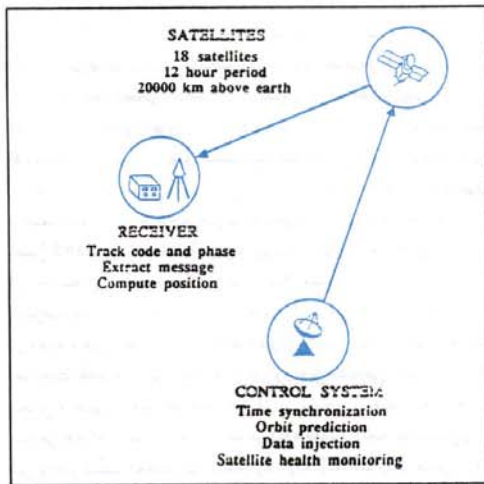 SATELLITES
18 satellites
12 hour period
20000 km above earth
RECEIVER
Track code and phase
Extract message
Compute position
CONTROL SYSTEM
Time synchronization
Orbit prediction
Data injection
Satellite health monitoring